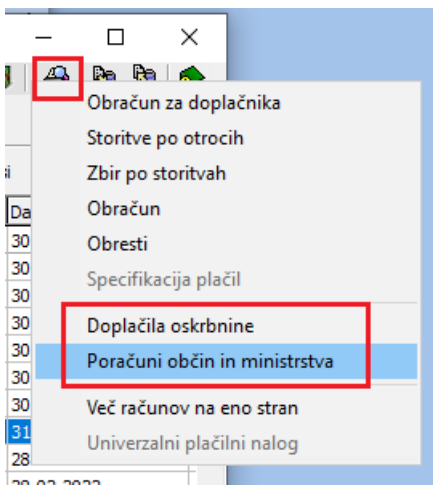 Obračun za doplačnika
Storitve po otrocih
Zbir po storitvah
Da
Obračun
30
Obresti
30
Specifikacija plačil
30
30
Doplačila oskrbnine
30
Poračuni občin in ministrstva
30
30
Več računov na eno stran
31
Univerzalni plačilni nalog
28